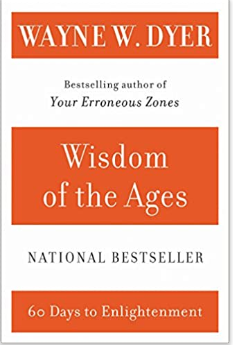 WAYNE W. DYER
Bestselling author of
Your Erroneous Zones
Wisdom
of the Ages
NATIONAL BESTSELLER
60 Days to Enlightenment